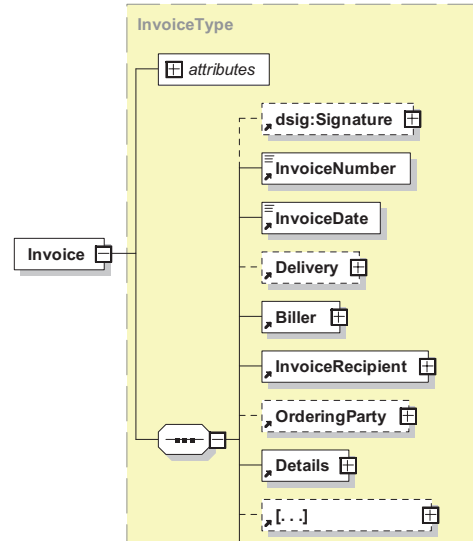 InvoiceType
attributes
dsig:Signature
InvoiceNumber
InvoiceDate
Delivery
Invoice
Biller
InvoiceRecipient
OrderingParty
Details
[. . .]